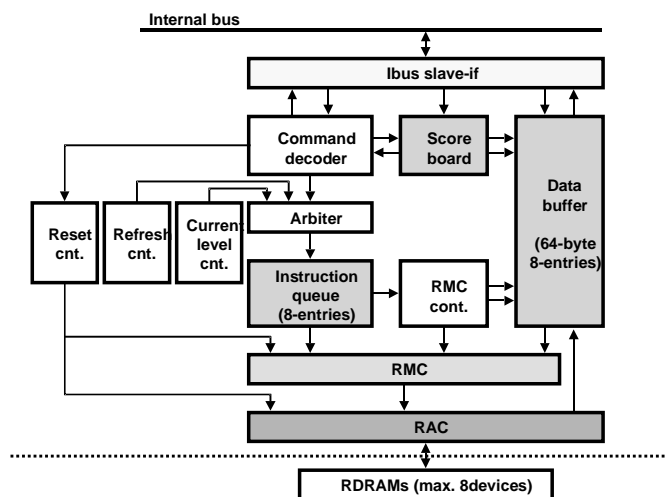 Internal bus
Ibus slave-if
Command
decoder
Score
board
Data
buffer
(64-byte
8-entries)
Reset
cnt.
Refresh
cnt.
Current
level
cnt.
Arbiter
Instruction
queue
(8-entries)
RMC
cont.
RMC
RAC
RDRAMs (max. 8devices)